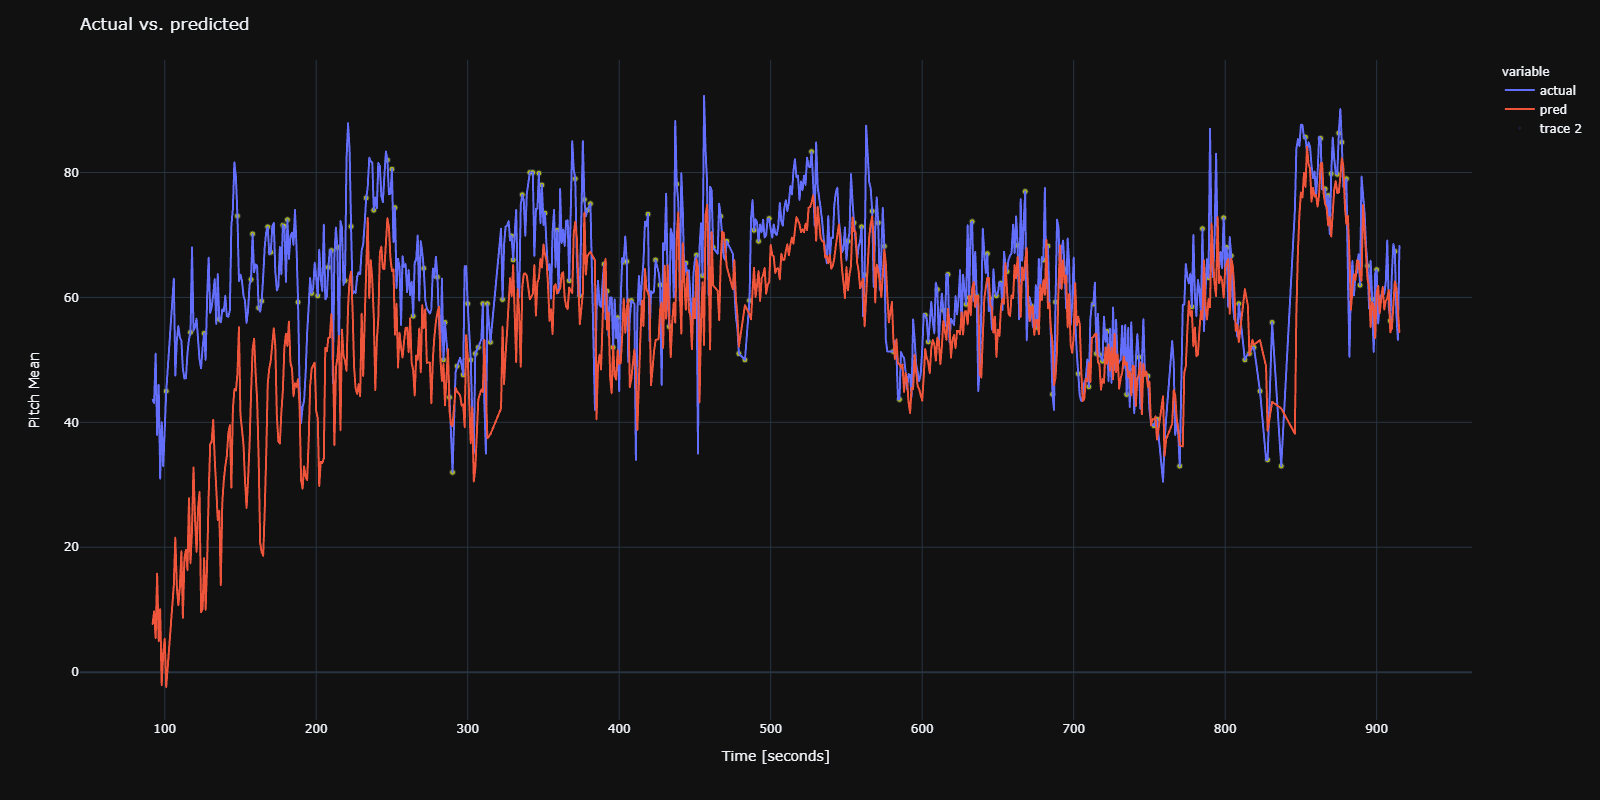 Actual vs. predicted
variable
actual
pred
trace 2
Pitch Mean
80
60
40
20
0
100 200 300 400 500 600 700 800 900
Time [seconds]